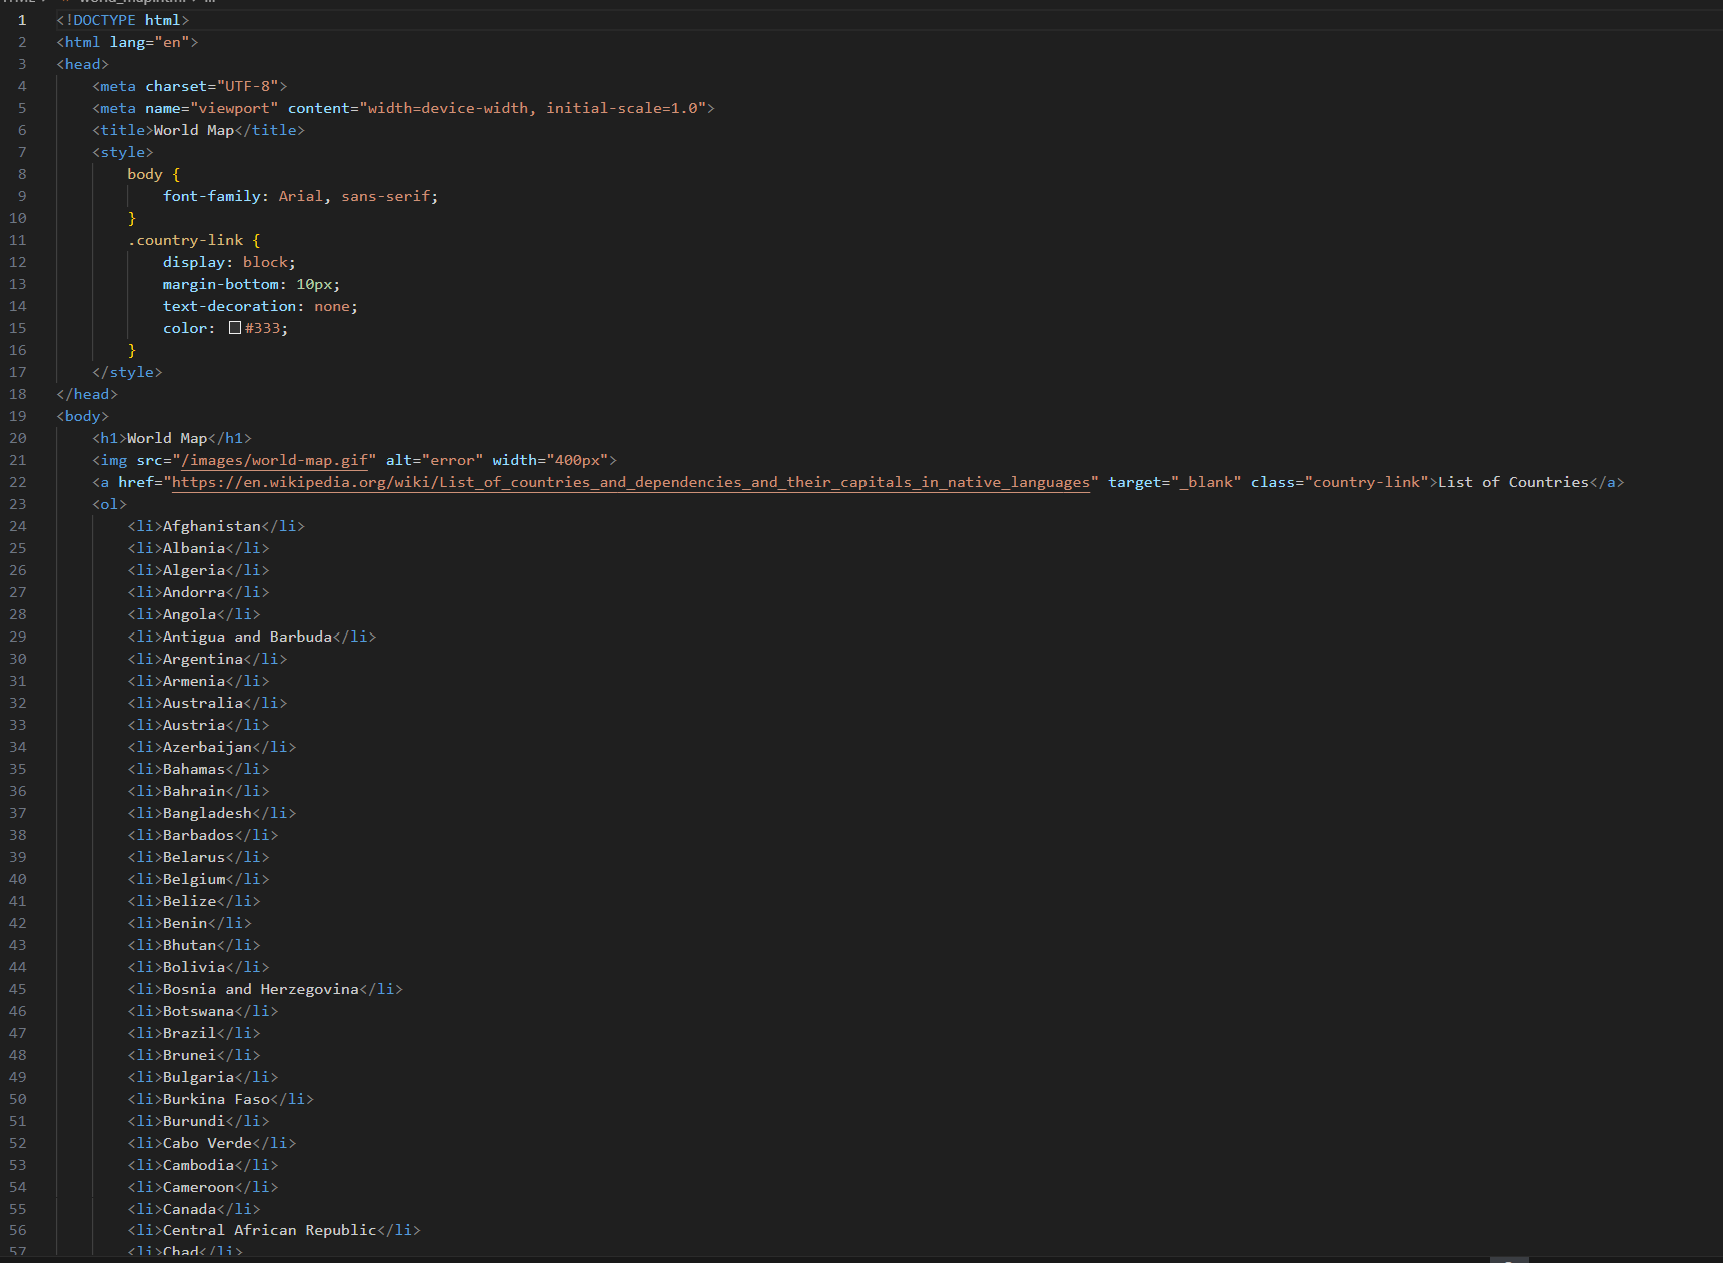 1 <!DOCTYPE html>
2 <html lang="en">
3 <head>
4 <meta charset="UTF-8">
5 <meta name="viewport" content="width=device-width, initial-scale=1.0">
6 <title>World Map</title>
7 <style>
8 body {
9 font-family: Arial, sans-serif;
10 }
11 .country-link {
12 display: block;
13 margin-bottom: 10px;
14 text-decoration: none;
15 color: #333;
16 }
17 </style>
18 </head>
19 <body>
20 <h1>World Map</h1>
21 <img src="/images/world-map.gif" alt="error" width="400px">
22 <a href="https://en.wikipedia.org/wiki/List_of_countries_and_dependencies_and_their_capitals_in_native_languages" target="_blank" class="country-link">List of Countries</a>
23 <ol>
24 <li>Afghanistan</li>
25 <li>Albania</li>
26 <li>Algeria</li>
27 <li>Andorra</li>
28 <li>Angola</li>
29 <li>Antigua and Barbuda</li>
30 <li>Argentina</li>
31 <li>Armenia</li>
32 <li>Australia</li>
33 <li>Austria</li>
34 <li>Azerbaijan</li>
35 <li>Bahamas</li>
36 <li>Bahrain</li>
37 <li>Bangladesh</li>
38 <li>Barbados</li>
39 <li>Belarus</li>
40 <li>Belgium</li>
41 <li>Belize</li>
42 <li>Benin</li>
43 <li>Bhutan</li>
44 <li>Bolivia</li>
45 <li>Bosnia and Herzegovina</li>
46 <li>Botswana</li>
47 <li>Brazil</li>
48 <li>Brunei</li>
49 <li>Bulgaria</li>
50 <li>Burkina Faso</li>
51 <li>Burundi</li>
52 <li>Cabo Verde</li>
53 <li>Cambodia</li>
54 <li>Cameroon</li>
55 <li>Canada</li>
56 <li>Central African Republic</li>
57 <li>Chad</li>